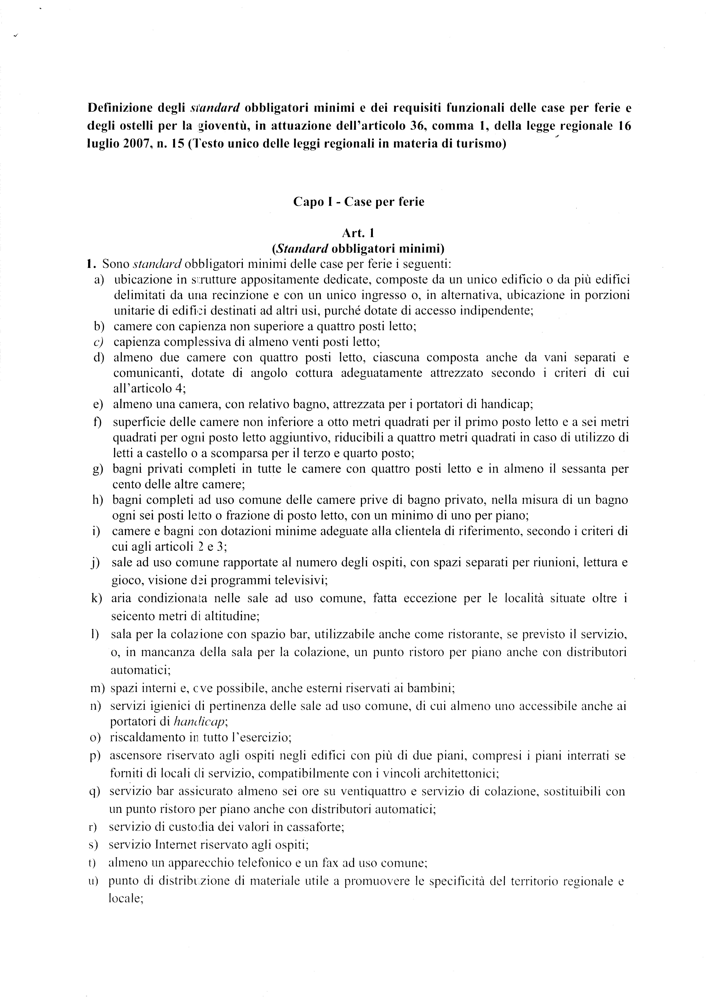 Definizione degli standard obbligatori minimi e dei requisiti funzionali delle case per ferie e
degli ostelli per la gioventù, in attuazione dell'articolo 36, comma 1, della legge regionale 16
luglio 2007, n. 15 (Testo unico delle leggi regionali in materia di turismo)
Capo I - Case per ferie
Art. 1
(Standard obbligatori minimi)
1. Sono standard obbligatori minimi delle case per ferie i seguenti:
a) ubicazione in strutture appositamente dedicate, composte da un unico edificio o da più edifici
delimitati da una recinzione e con un unico ingresso o, in alternativa, ubicazione in porzioni
unitarie di edifici destinati ad altri usi, purché dotate di accesso indipendente;
b) camere con capienza non superiore a quattro posti letto;
c) capienza complessiva di almeno venti posti letto;
d) almeno due camere con quattro posti letto, ciascuna composta anche da vani separati e
comunicanti, dotate di angolo cottura adeguatamente attrezzato secondo i criteri di cui
all'articolo 4;
e) almeno una camera, con relativo bagno, attrezzata per i portatori di handicap;
f) superficie delle camere non inferiore a otto metri quadrati per il primo posto letto e a sei metri
quadrati per ogni posto letto aggiuntivo, riducibili a quattro metri quadrati in caso di utilizzo di
letti a castello o a scomparsa per il terzo e quarto posto;
g) bagni privati completi in tutte le camere con quattro posti letto e in almeno il sessanta per
cento delle altre camere;
h) bagni completi ad uso comune delle camere prive di bagno privato, nella misura di un bagno
ogni sei posti letto o frazione di posto letto, con un minimo di uno per piano;
i) camere e bagni con dotazioni minime adeguate alla clientela di riferimento, secondo i criteri di
cui agli articoli 2 e 3;
j) sale ad uso comune rapportate al numero degli ospiti, con spazi separati per riunioni, lettura e
gioco, visione dei programmi televisivi;
k) aria condizionata nelle sale ad uso comune, fatta eccezione per le località situate oltre i
seicento metri di altitudine;
l) sala per la colazione con spazio bar, utilizzabile anche come ristorante, se previsto il servizio,
o, in mancanza della sala per la colazione, un punto ristoro per piano anche con distributori
automatici;
m) spazi interni e, ove possibile, anche esterni riservati ai bambini;
n) servizi igienici di pertinenza delle sale ad uso comune, di cui almeno uno accessibile anche ai
portatori di handicap;
o) riscaldamento in tutto l'esercizio;
p) ascensore riservato agli ospiti negli edifici con più di due piani, compresi i piani interrati se
forniti di locali di servizio, compatibilmente con i vincoli architettonici;
q) servizio bar assicurato almeno sei ore su ventiquattro e servizio di colazione, sostituibili con
un punto ristoro per piano anche con distributori automatici;
r) servizio di custodia dei valori in cassaforte;
s) servizio Internet riservato agli ospiti;
t) almeno un apparecchio telefonico e un fax ad uso comune;
u) punto di distribuzione di materiale utile a promuovere le specificità del territorio regionale e
locale;